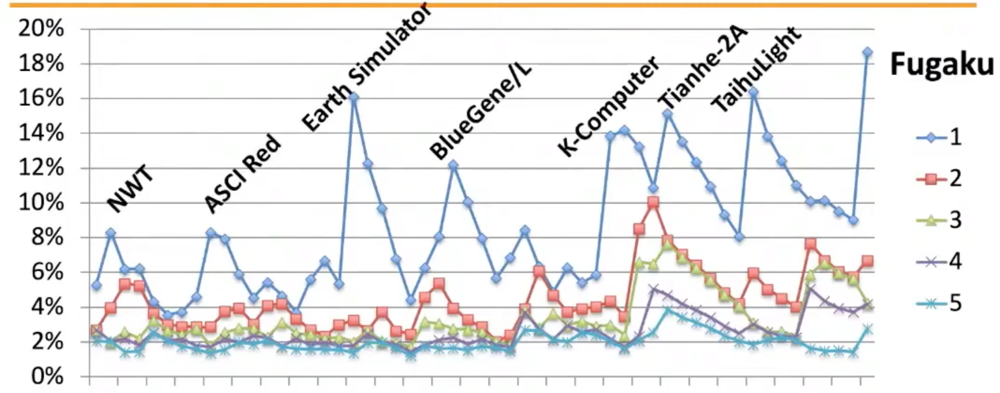 20%
18%
16%
14%
12%
10%
8%
6%
4%
2%
0%
NWT
ASCI Red
Earth Simulator
BlueGene/L
K-Computer
Tianhe-2A
TaihuLight
Fugaku
1
2
3
4
5